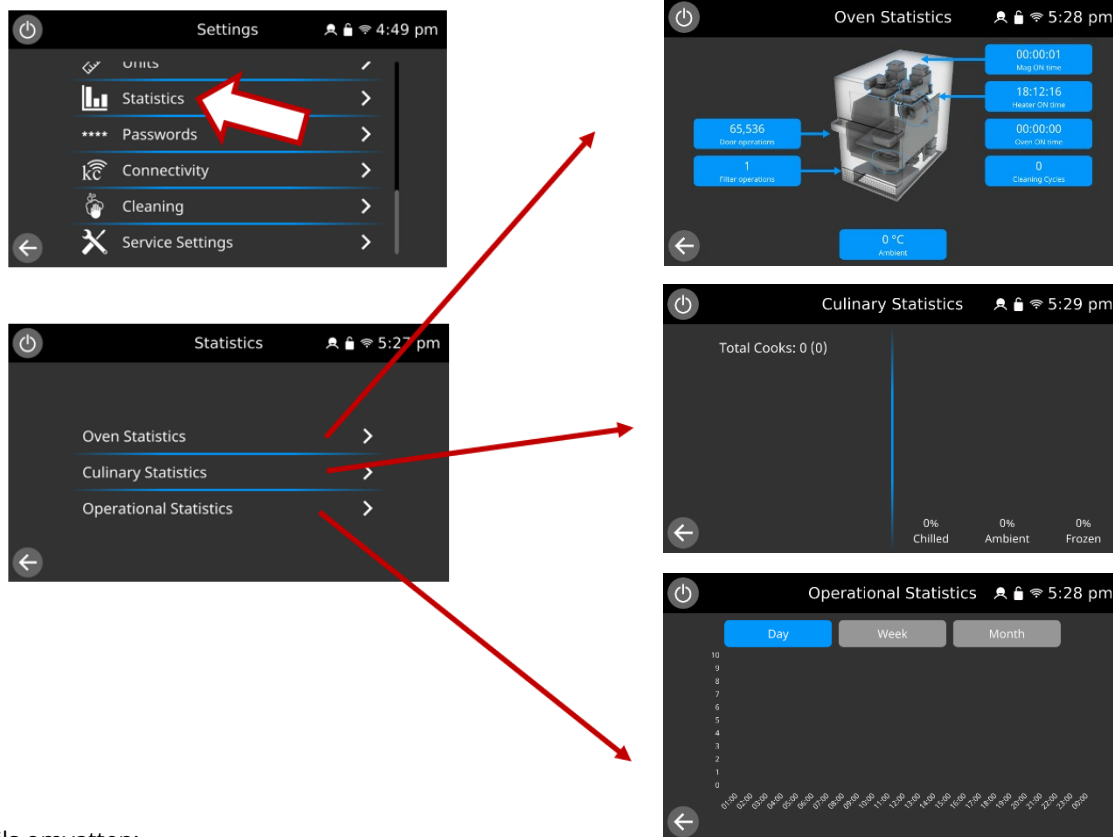 Settings
4:49 pm
Units
Statistics
**** Passwords
kc Connectivity
Cleaning
Service Settings
Statistics
5:27 pm
Oven Statistics
Culinary Statistics
Operational Statistics
Oven Statistics
5:28 pm
00:00:01
Mag ON time
18:12:16
Heater ON time
65,536
Door operations
00:00:00
Oven ON time
1
Filter operations
0
Cleaning Cycles
0 °C
Ambient
Culinary Statistics
5:29 pm
Total Cooks: 0 (0)
0% 0% 0%
Chilled Ambient Frozen
Operational Statistics
5:28 pm
Day Week Month
10
9
8
7
6
5
4
3
2
1
0
01:00 02:00 03:00 04:00 05:00 06:00 07:00 08:00 09:00 10:00 11:00 12:00 13:00 14:00 15:00 16:00 17:00 18:00 19:00 20:00 21:00 22:00 23:00 00:00